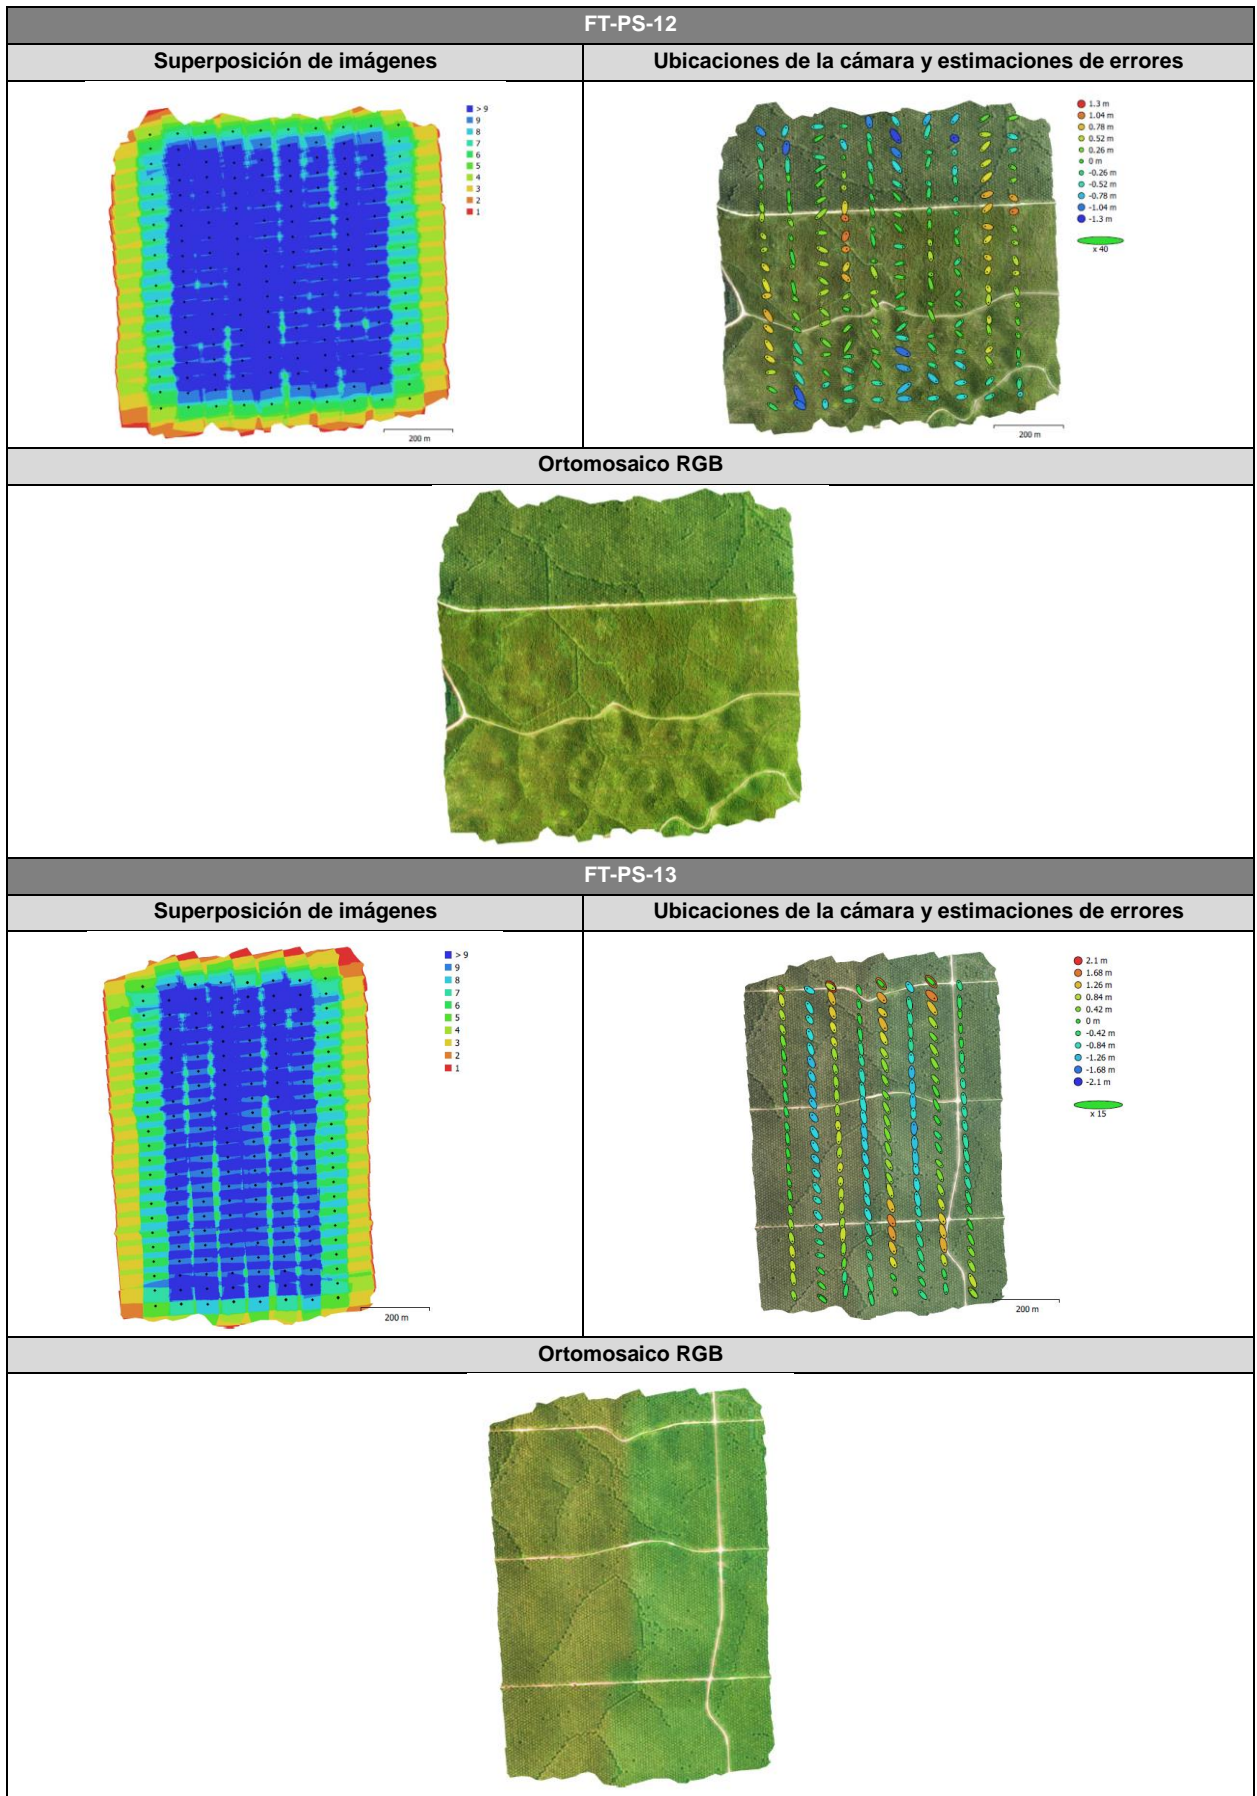 FT-PS-12
Superposición de imágenes
Ubicaciones de la cámara y estimaciones de errores
> 9
9
8
7
6
5
4
3
2
1
200 m
1.3 m
1.04 m
0.78 m
0.52 m
0.26 m
0 m
-0.26 m
-0.52 m
-0.78 m
-1.04 m
-1.3 m
x 40
200 m
Ortomosaico RGB
FT-PS-13
Superposición de imágenes
Ubicaciones de la cámara y estimaciones de errores
> 9
9
8
7
6
5
4
3
2
1
200 m
2.1 m
1.68 m
1.26 m
0.84 m
0.42 m
0 m
-0.42 m
-0.84 m
-1.26 m
-1.68 m
-2.1 m
x 15
200 m
Ortomosaico RGB